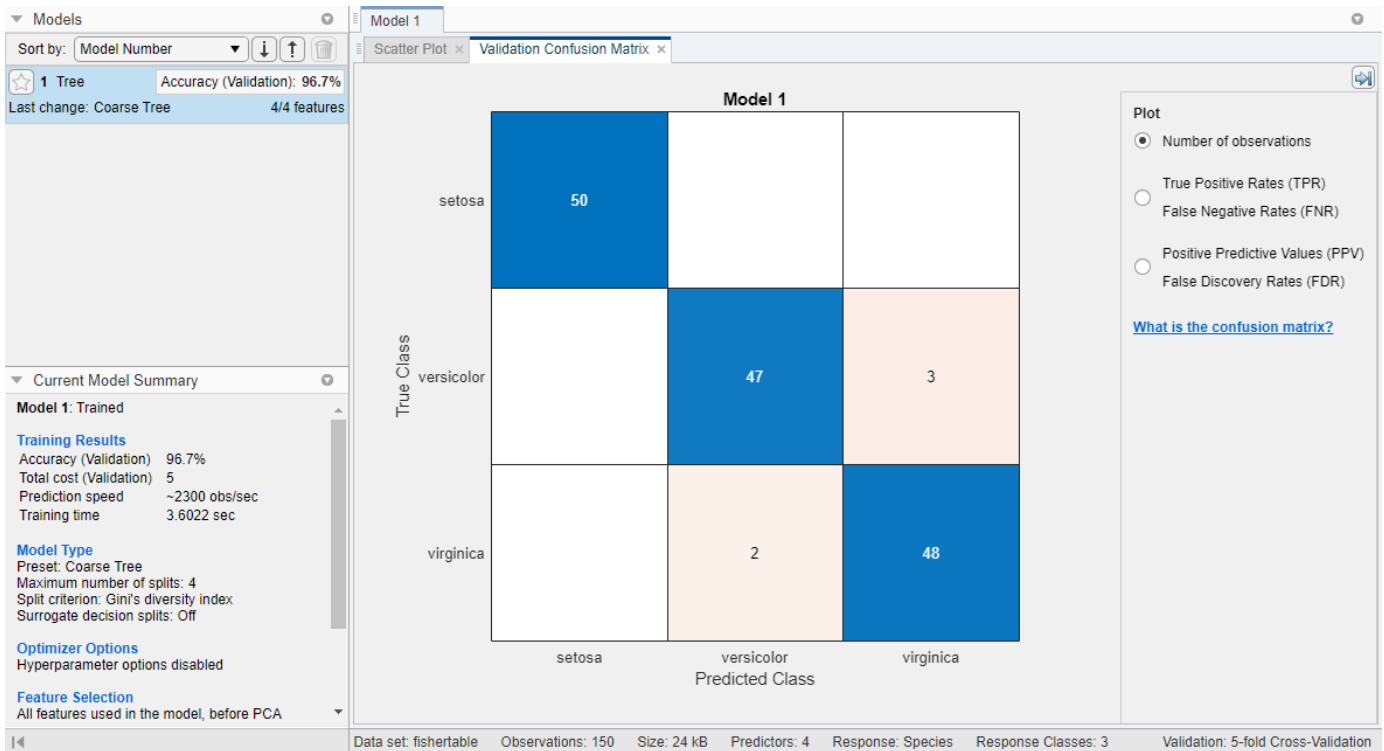 Models
Sort by: Model Number
1 Tree Accuracy (Validation): 96.7%
Last change: Coarse Tree 4/4 features
Current Model Summary
Model 1: Trained
Training Results
Accuracy (Validation) 96.7%
Total cost (Validation) 5
Prediction speed ~2300 obs/sec
Training time 3.6022 sec
Model Type
Preset: Coarse Tree
Maximum number of splits: 4
Split criterion: Gini's diversity index
Surrogate decision splits: Off
Optimizer Options
Hyperparameter options disabled
Feature Selection
All features used in the model, before PCA
Model 1
Scatter Plot Validation Confusion Matrix
Model 1
True Class
setosa 50
versicolor 47 3
virginica 2 48
setosa versicolor virginica
Predicted Class
Plot
Number of observations
True Positive Rates (TPR)
False Negative Rates (FNR)
Positive Predictive Values (PPV)
False Discovery Rates (FDR)
What is the confusion matrix?
Data set: fishertable Observations: 150 Size: 24 kB Predictors: 4 Response: Species Response Classes: 3 Validation: 5-fold Cross-Validation